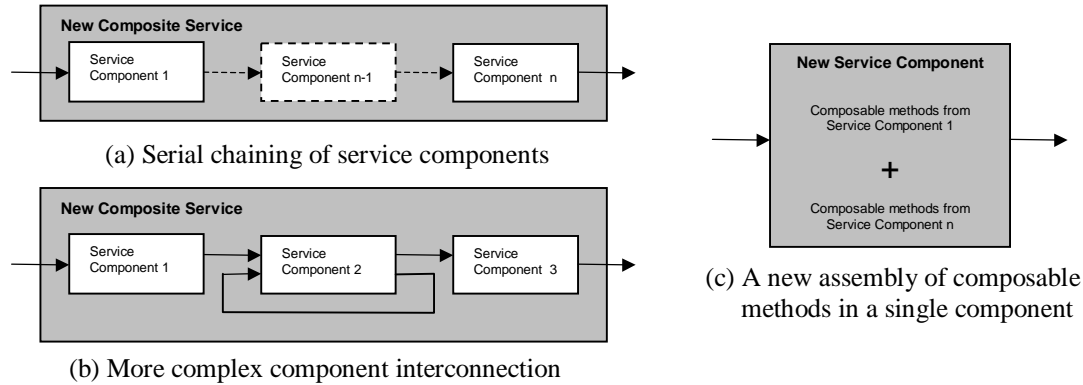 New Composite Service
Service
Component 1
Service
Component n-1
Service
Component n
(a) Serial chaining of service components
New Composite Service
Service
Component 1
Service
Component 2
Service
Component 3
(b) More complex component interconnection
New Service Component
Composable methods from
Service Component 1
+
Composable methods from
Service Component n
(c) A new assembly of composable
methods in a single component